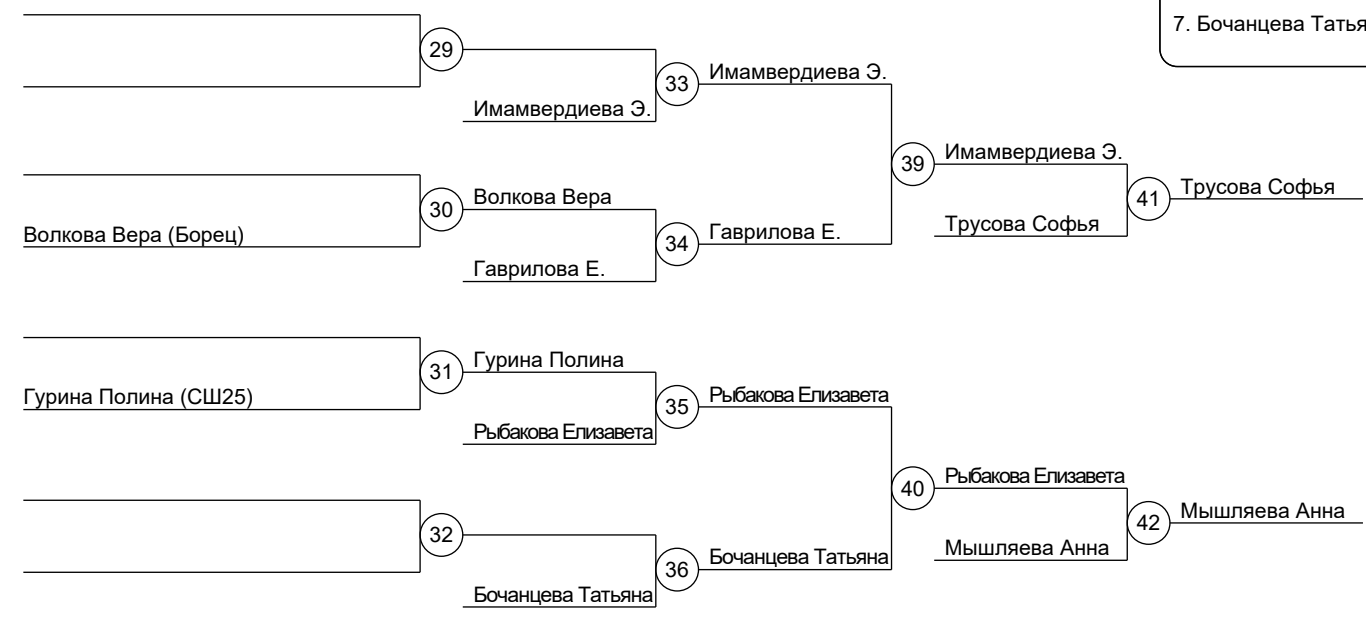 7. Бочанцева Татья
29
33
Имамвердиева Э.
Имамвердиева Э.
39
Имамвердиева Э.
30
Волкова Вера
41
Трусова Софья
Волкова Вера (Борец)
34
Гаврилова Е.
Трусова Софья
Гаврилова Е.
31
Гурина Полина
Гурина Полина (СШ25)
35
Рыбакова Елизавета
Рыбакова Елизавета
40
Рыбакова Елизавета
32
42
Мышляева Анна
36
Бочанцева Татьяна
Мышляева Анна
Бочанцева Татьяна